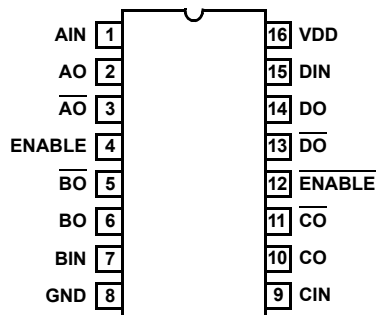 AIN 1 16 VDD
AO 2 15 DIN
A̅O̅ 3 14 DO
ENABLE 4 13 D̅O̅
B̅O̅ 5 12 E̅N̅A̅B̅L̅E̅
BO 6 11 C̅O̅
BIN 7 10 CO
GND 8 9 CIN